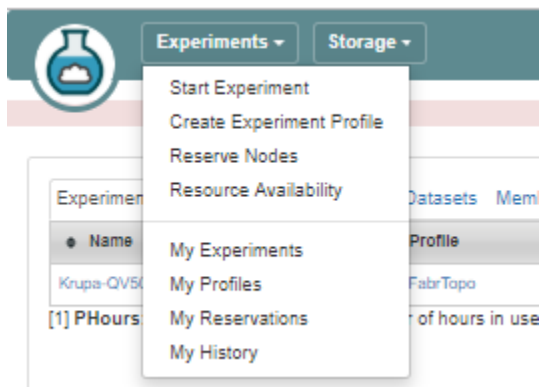 Experiments Storage
Start Experiment
Create Experiment Profile
Reserve Nodes
Resource Availability
Experimen Datasets Memb
Name Profile
My Experiments
Krupa-QV50 FabrTopo
My Profiles
[1] PHours: r of hours in use
My Reservations
My History